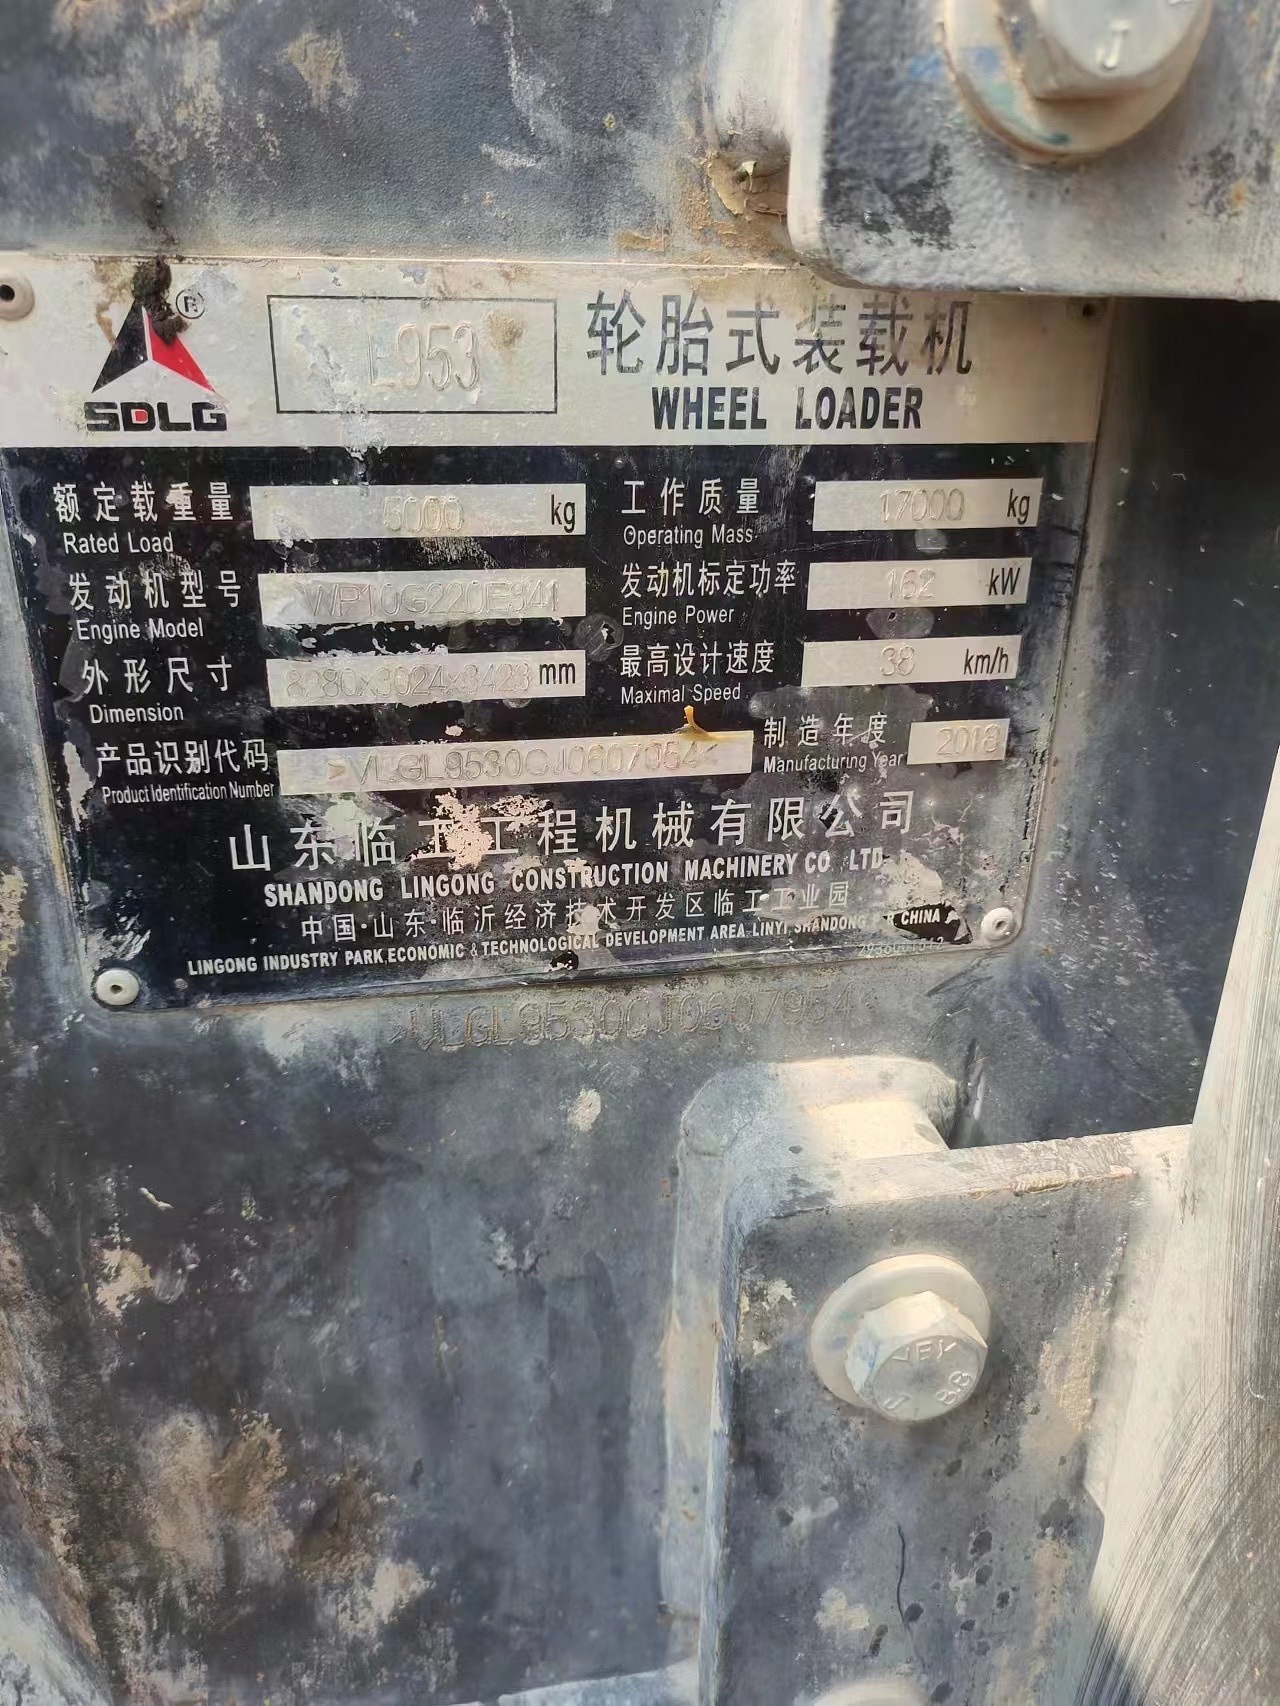 ®
SDLG
L953
轮胎式装载机
WHEEL LOADER
额定载重量 5000 kg
Rated Load
工作质量 17000 kg
Operating Mass
发动机型号 WP10G220E341
Engine Model
发动机标定功率 162 kW
Engine Power
外形尺寸 mm
Dimension
最高设计速度 38 km/h
Maximal Speed
产品识别代码 VLGL9530CJ0607954
Product Identification Number
制造年度 2018
Manufacturing Year
山东临工工程机械有限公司
SHANDONG LINGONG CONSTRUCTION MACHINERY CO LTD
中国·山东·临沂经济技术开发区临工工业园
LINGONG INDUSTRY PARK,ECONOMIC & TECHNOLOGICAL DEVELOPMENT AREA, LINYI, SHANDONG P.R CHINA
VLGL9530CJ0607954
8.8
J